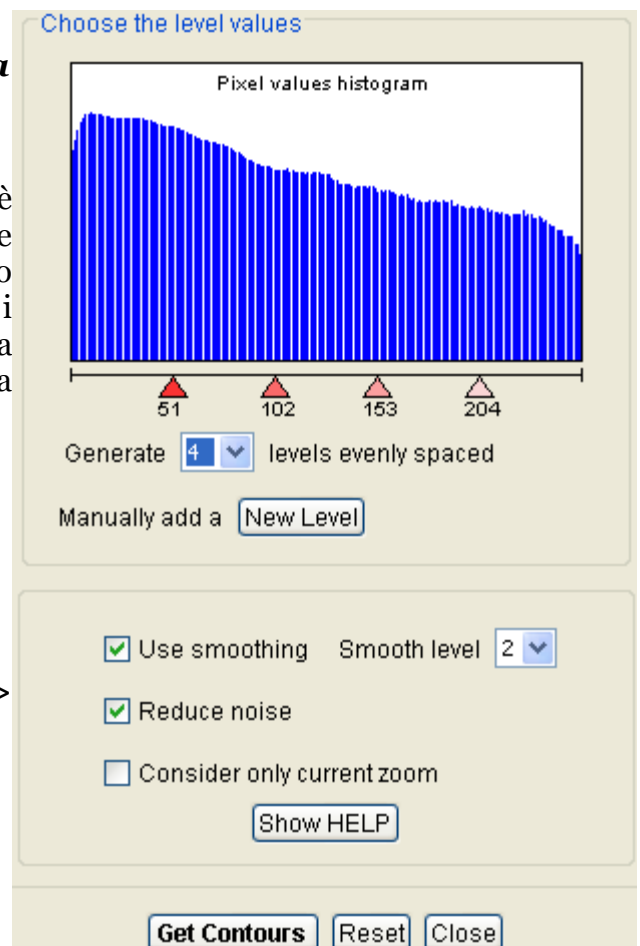 Choose the level values
a
Pixel values histogram
è
e
o
i
a
a
51 102 153 204
Generate 4 levels evenly spaced
Manually add a New Level
Use smoothing Smooth level 2
>
Reduce noise
Consider only current zoom
Show HELP
Get Contours Reset Close